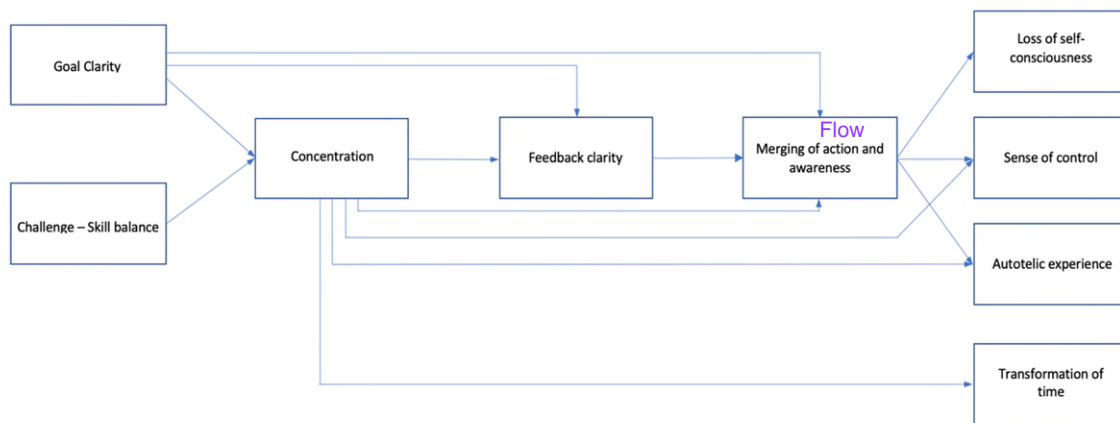 Goal Clarity
Challenge – Skill balance
Concentration
Feedback clarity
Flow
Merging of action and
awareness
Loss of self-
consciousness
Sense of control
Autotelic experience
Transformation of
time